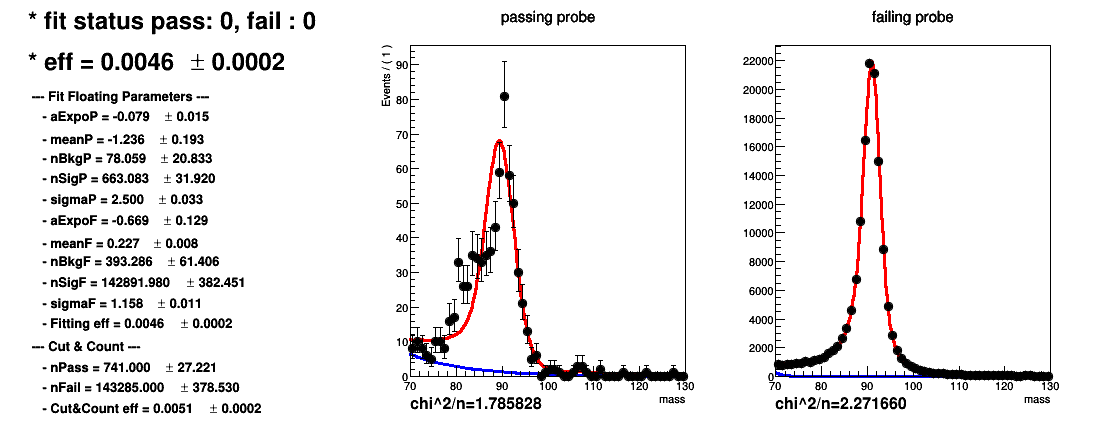 * fit status pass: 0, fail : 0
* eff = 0.0046 ± 0.0002
--- Fit Floating Parameters ---
- aExpoP = -0.079 ± 0.015
- meanP = -1.236 ± 0.193
- nBkgP = 78.059 ± 20.833
- nSigP = 663.083 ± 31.920
- sigmaP = 2.500 ± 0.033
- aExpoF = -0.669 ± 0.129
- meanF = 0.227 ± 0.008
- nBkgF = 393.286 ± 61.406
- nSigF = 142891.980 ± 382.451
- sigmaF = 1.158 ± 0.011
- Fitting eff = 0.0046 ± 0.0002
--- Cut & Count ---
- nPass = 741.000 ± 27.221
- nFail = 143285.000 ± 378.530
- Cut&Count eff = 0.0051 ± 0.0002
passing probe
Events / ( 1 )
90
80
70
60
50
40
30
20
10
0
70 80 90 100 110 120 130
mass
chi^2/n=1.785828
failing probe
22000
20000
18000
16000
14000
12000
10000
8000
6000
4000
2000
0
70 80 90 100 110 120 130
mass
chi^2/n=2.271660